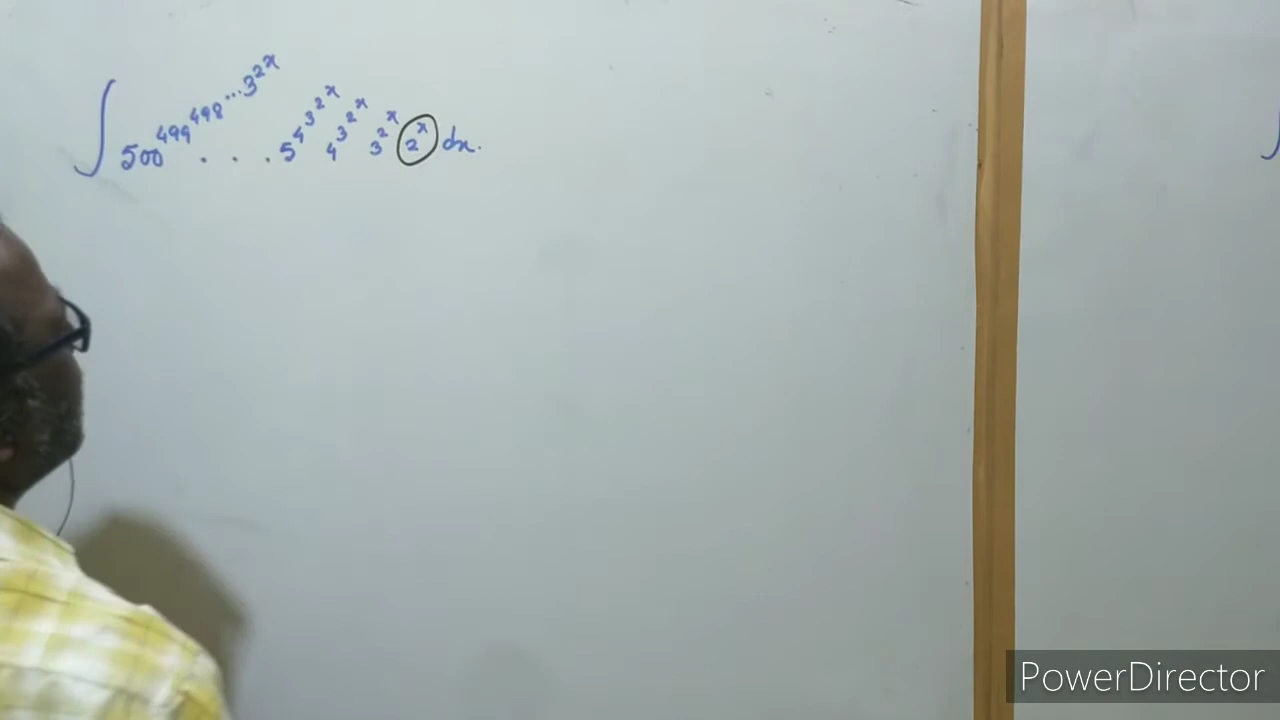 ∫ 500^499^498^...^3^2^x . . . 5^4^3^2^x 4^3^2^x 3^2^x 2^x dx.
PowerDirector